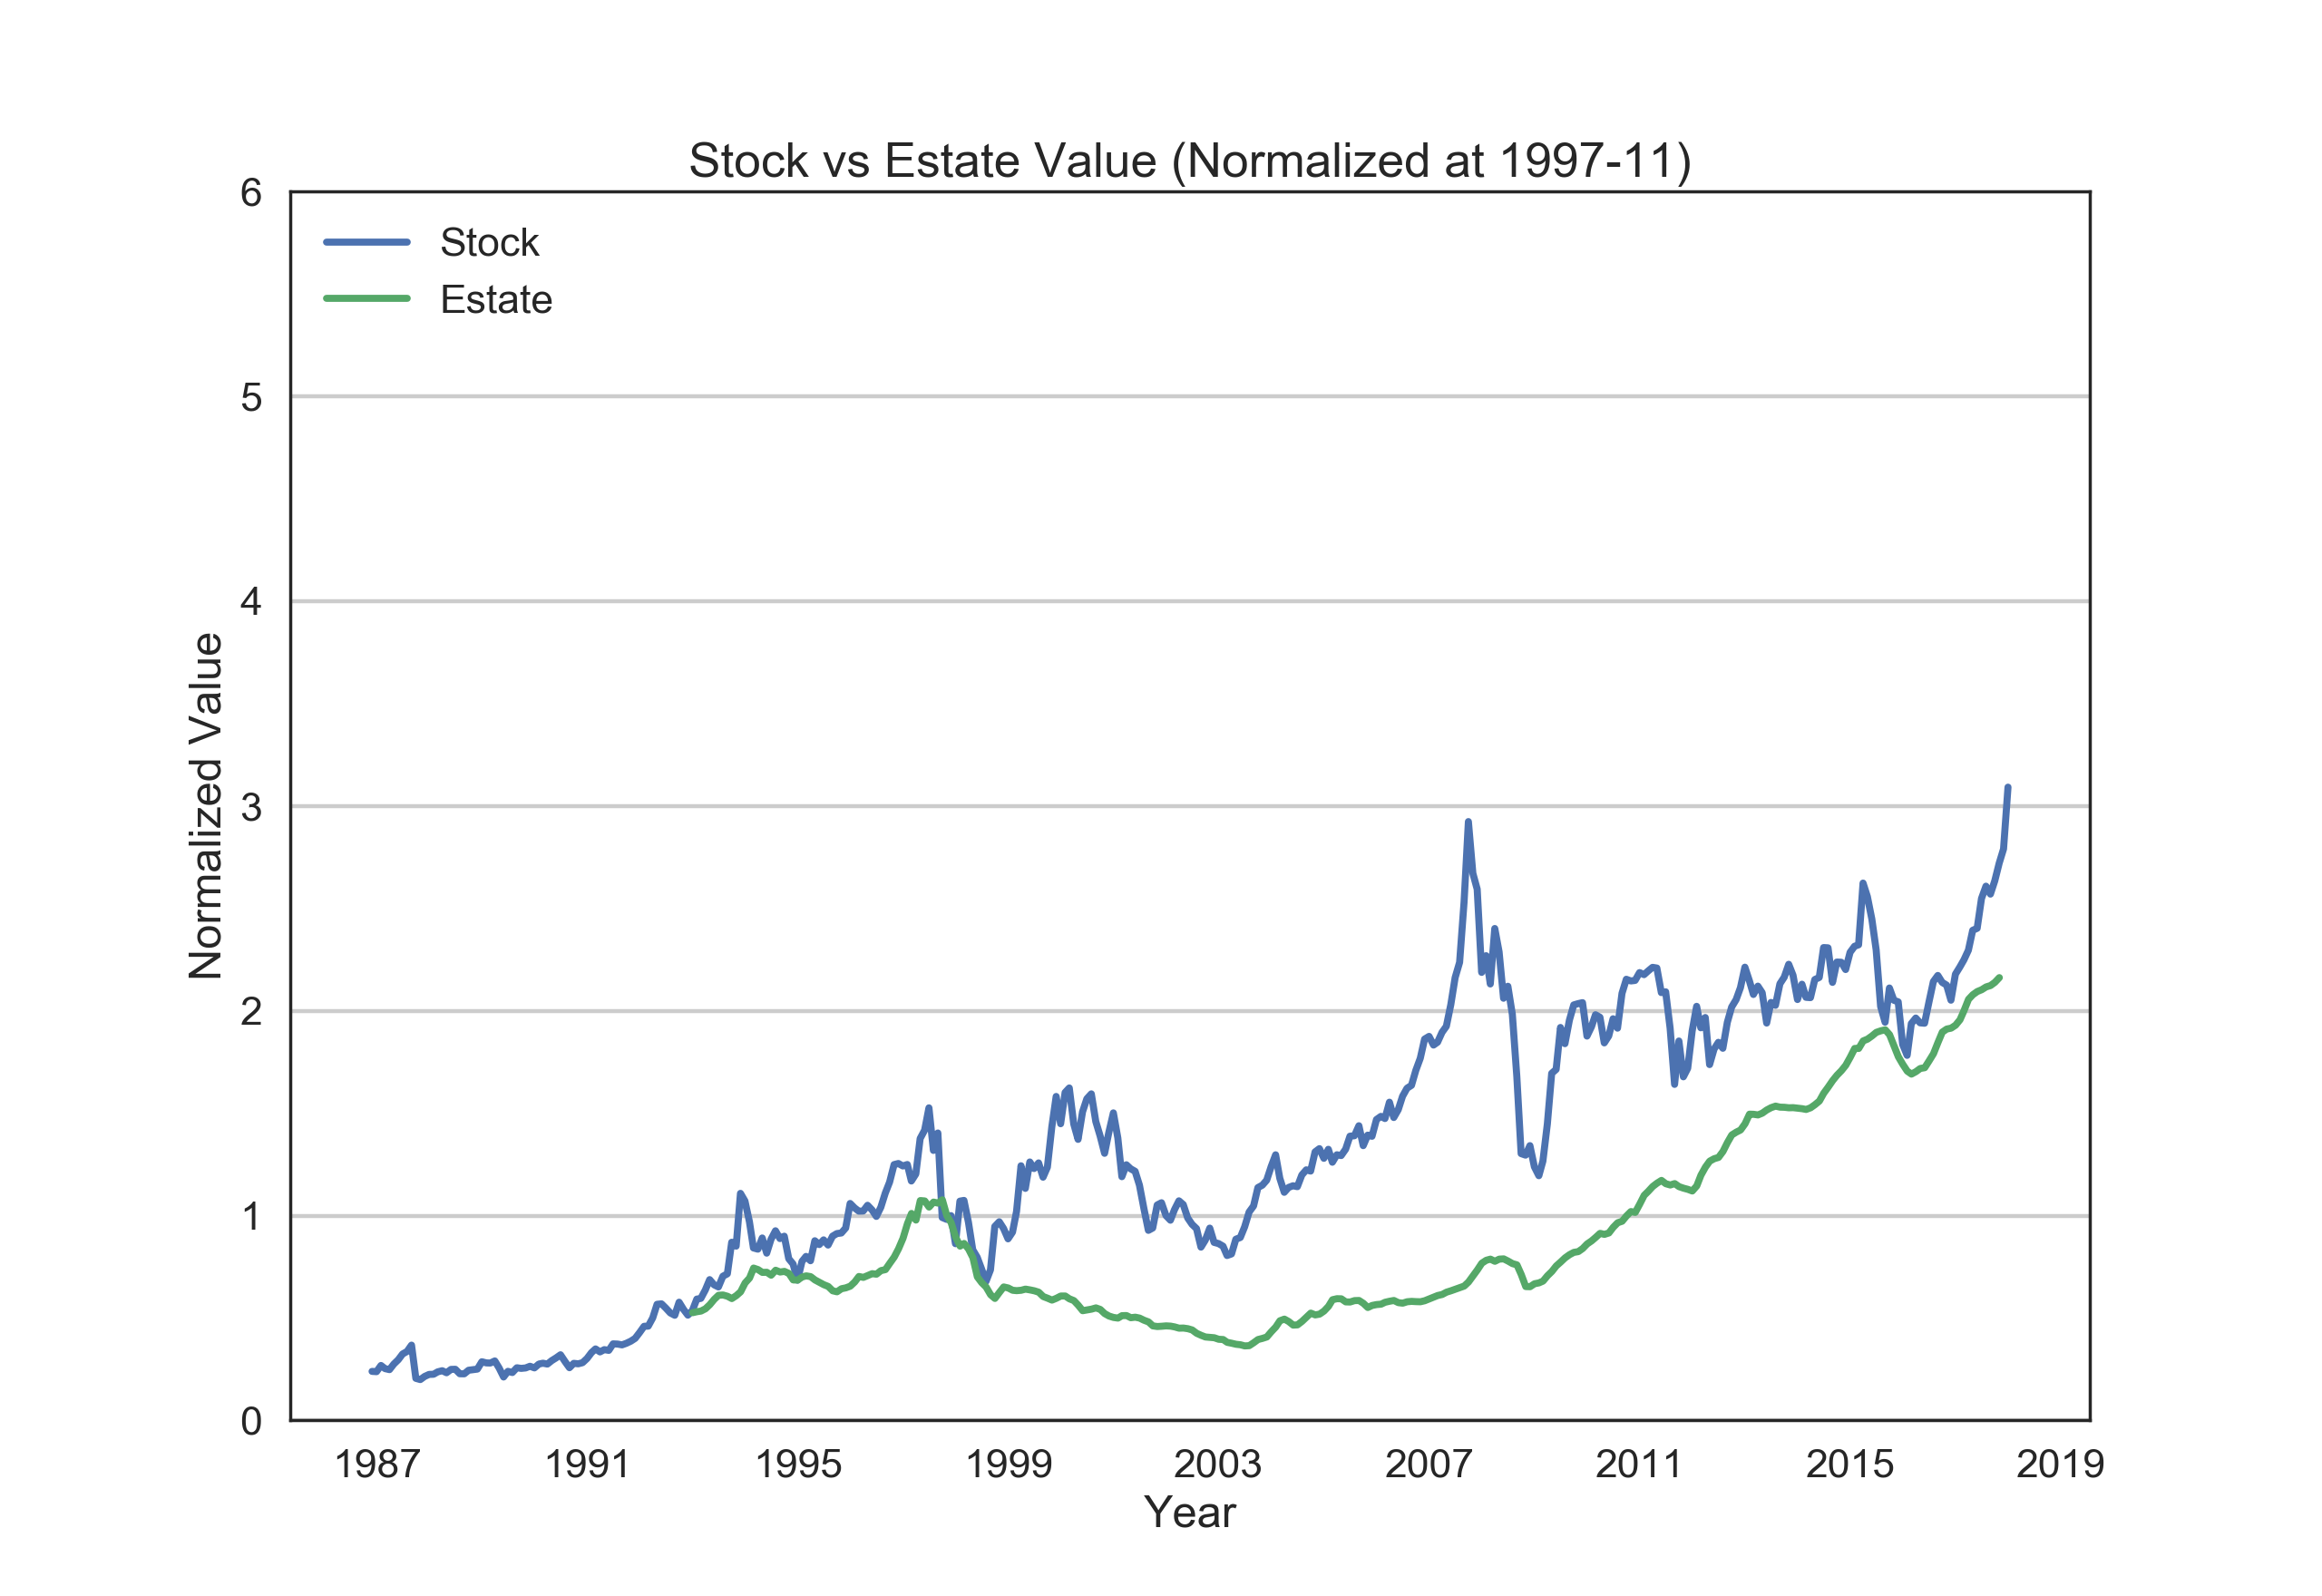 Stock vs Estate Value (Normalized at 1997-11)
Stock
Estate
6
5
4
3
2
1
0
Normalized Value
1987 1991 1995 1999 2003 2007 2011 2015 2019
Year